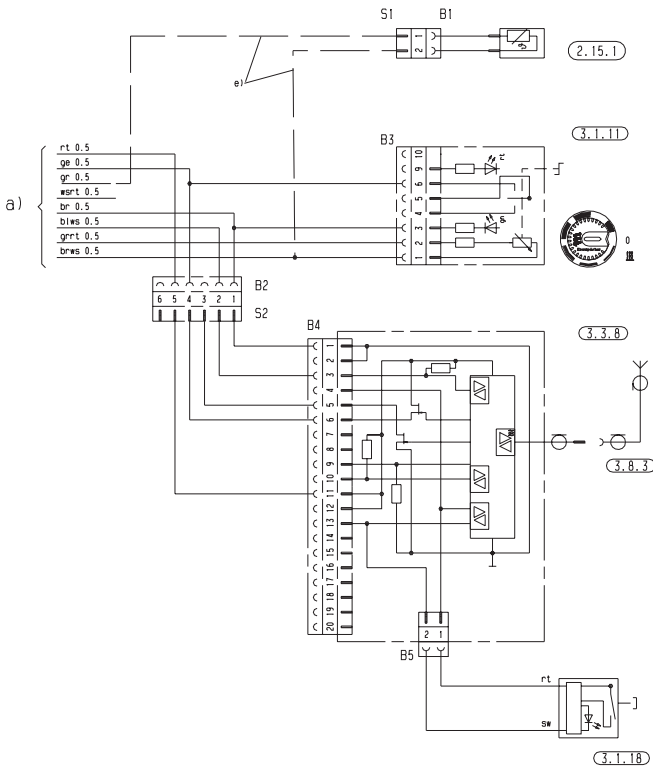 S1 B1
1
2
2.15.1
e)
3.1.11
B3
rt 0.5
ge 0.5
gr 0.5
wsrt 0.5
br 0.5
blws 0.5
grrt 0.5
brws 0.5
a)
10
9
6
5
4
3
2
1
rt
0
B2
6 5 4 3 2 1
S2
B4
3.3.8
1
2
3
4
5
6
7
8
9
10
11
12
13
14
15
16
17
18
19
20
3.8.3
2 1
B5
rt
sw
3.1.18